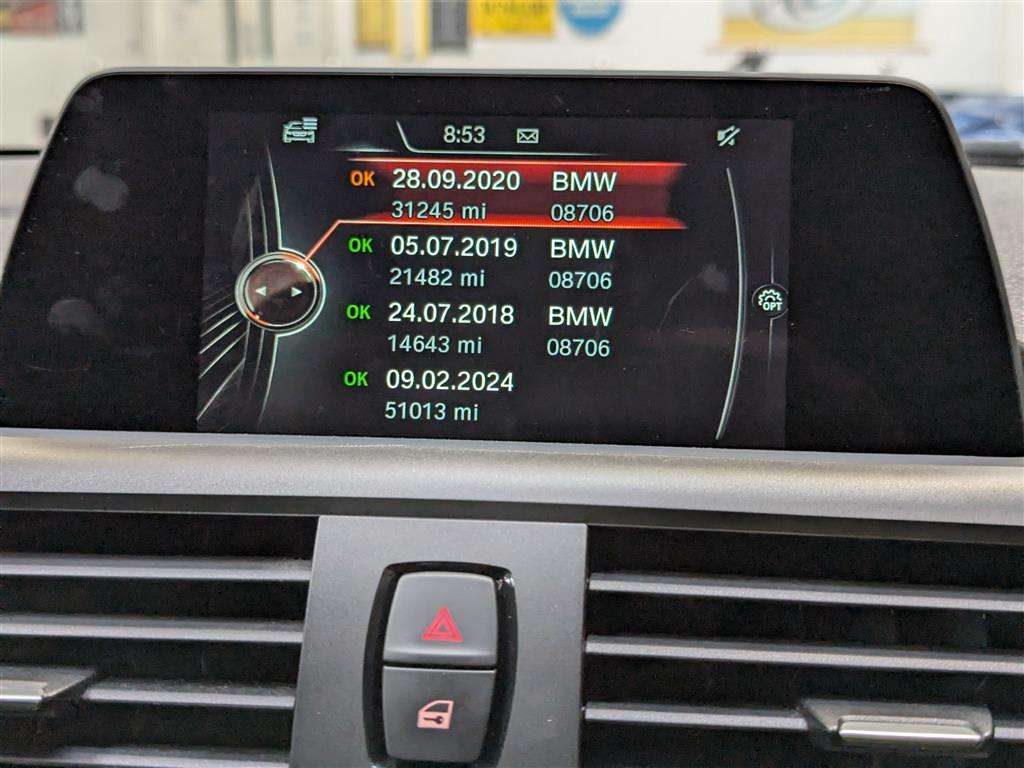 8:53
OK 28.09.2020 BMW
31245 mi 08706
OK 05.07.2019 BMW
21482 mi 08706
OPT
OK 24.07.2018 BMW
14643 mi 08706
OK 09.02.2024
51013 mi